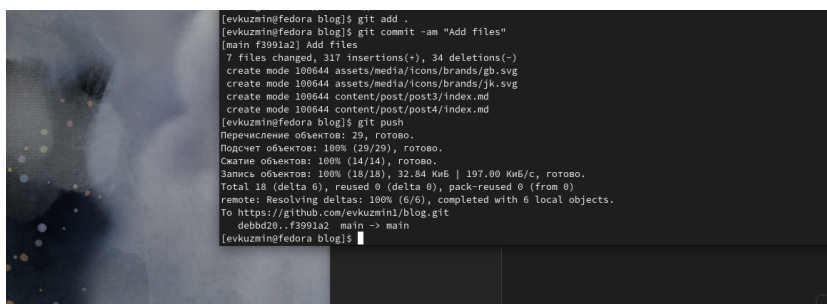 [evkuzmin@fedora blog]$ git add .
[evkuzmin@fedora blog]$ git commit -am "Add files"
[main f3991a2] Add files
 7 files changed, 317 insertions(+), 34 deletions(-)
 create mode 100644 assets/media/icons/brands/gb.svg
 create mode 100644 assets/media/icons/brands/jk.svg
 create mode 100644 content/post/post3/index.md
 create mode 100644 content/post/post4/index.md
[evkuzmin@fedora blog]$ git push
Перечисление объектов: 29, готово.
Подсчет объектов: 100% (29/29), готово.
Сжатие объектов: 100% (14/14), готово.
Запись объектов: 100% (18/18), 32.84 КиБ | 197.00 КиБ/с, готово.
Total 18 (delta 6), reused 0 (delta 0), pack-reused 0 (from 0)
remote: Resolving deltas: 100% (6/6), completed with 6 local objects.
To https://github.com/evkuzmin1/blog.git
   debbd20..f3991a2  main -> main
[evkuzmin@fedora blog]$